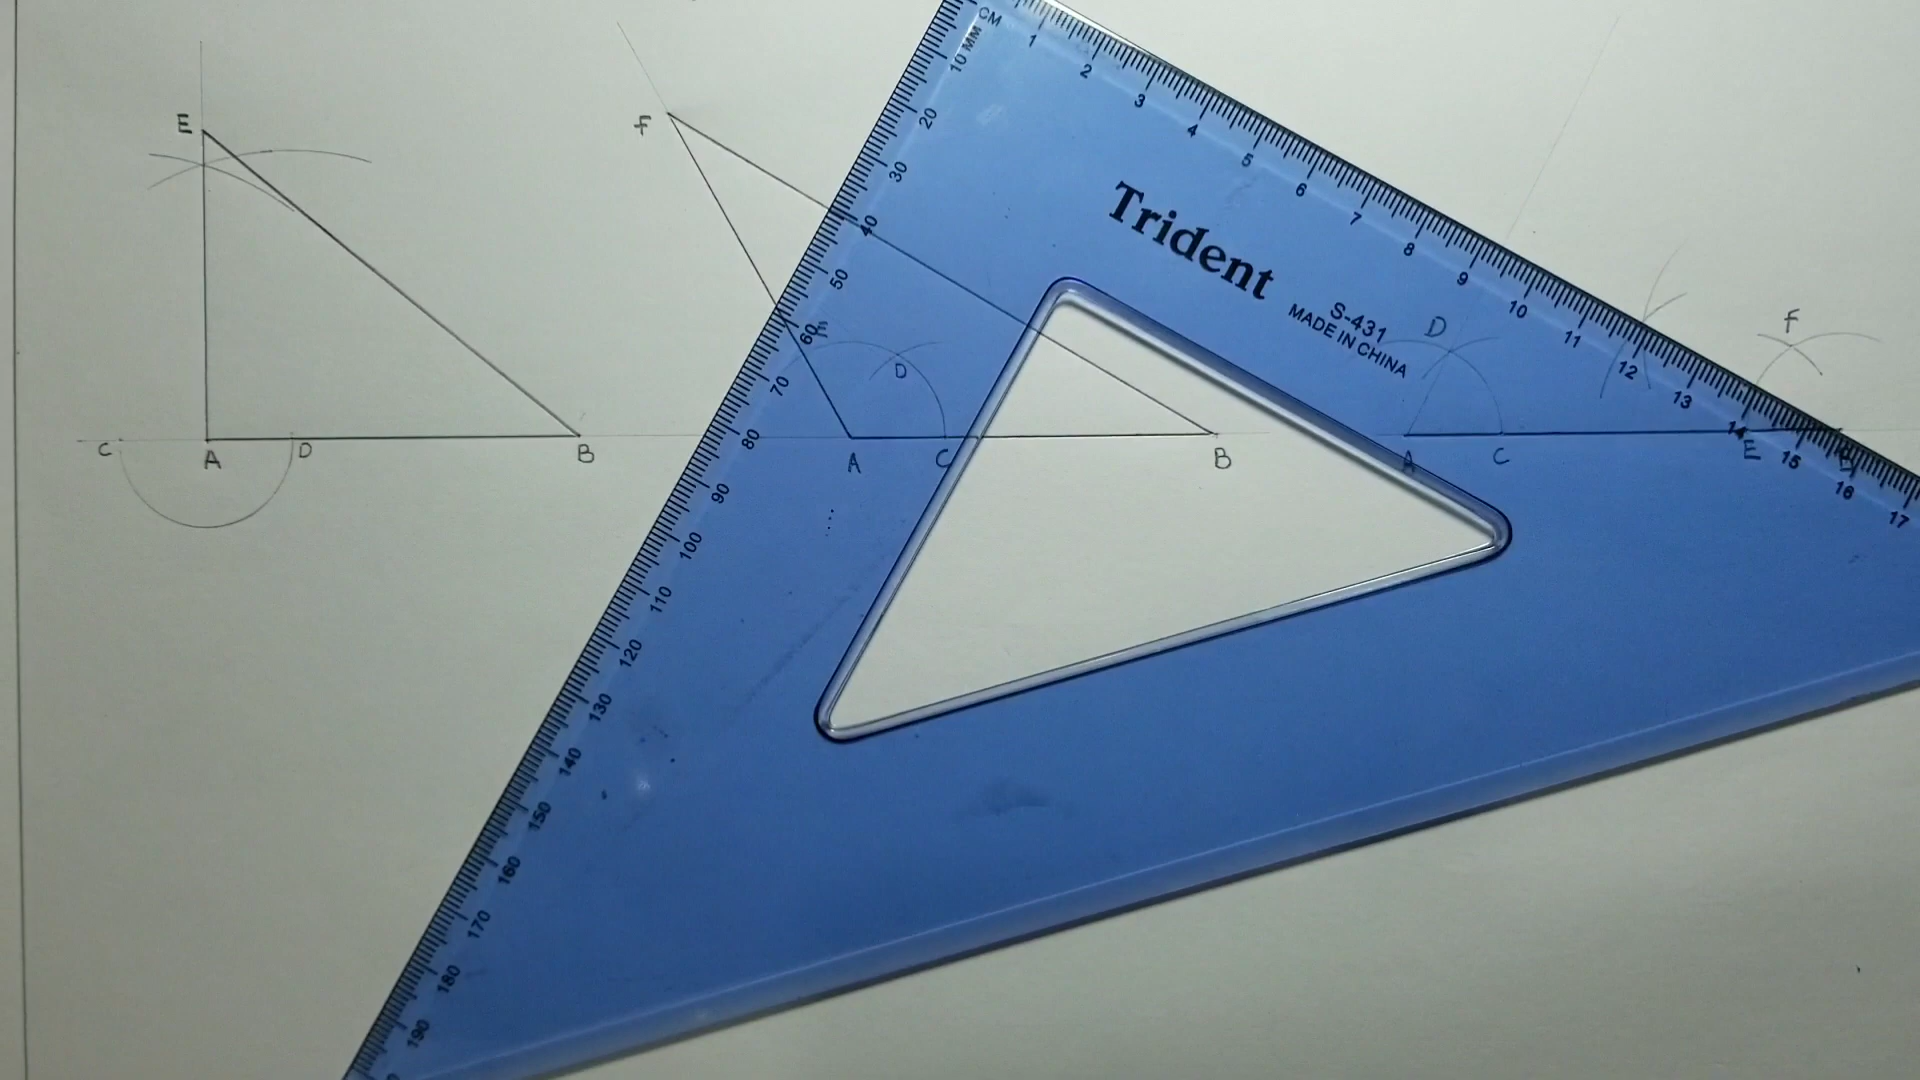 CM
1 2 3 4 5 6 7 8 9 10 11 12 13 14 15 16 17
MM
10 20 30 40 50 60 70 80 90 100 110 120 130 140 150 160 170 180 190
Trident
S-431
MADE IN CHINA
E
C A D B
F
E
D
A C B
D
F
A C E B